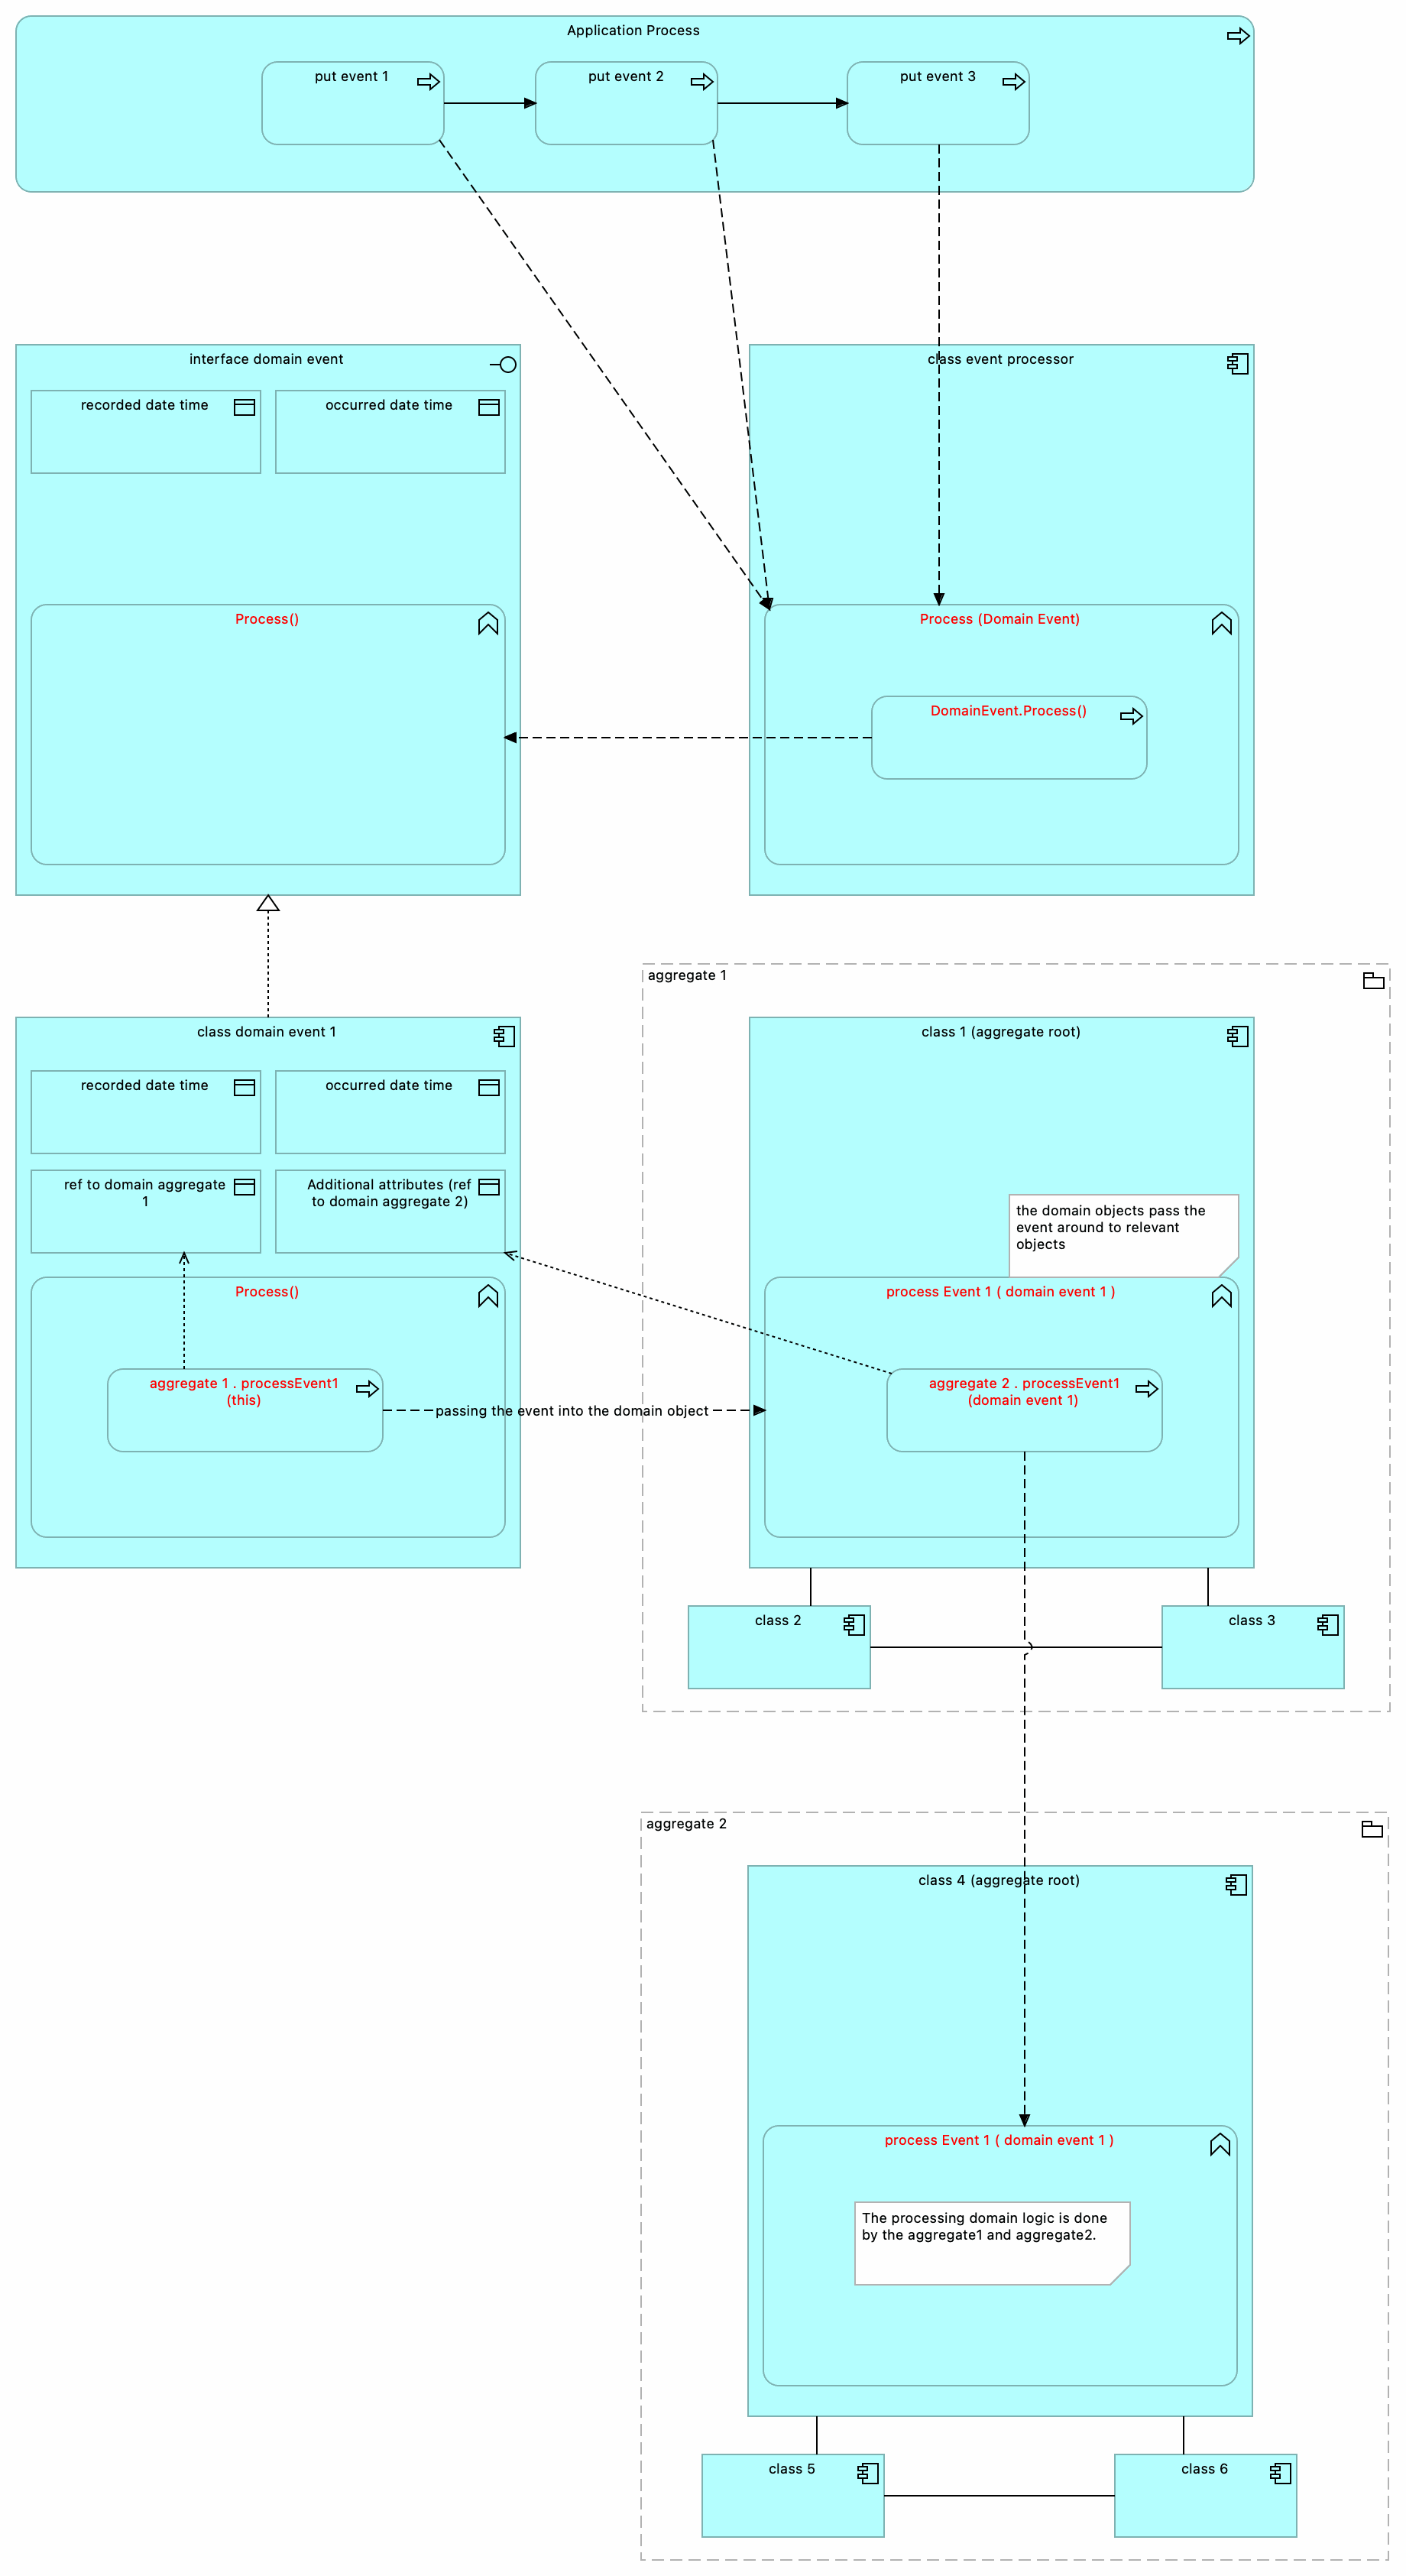 Application Process
put event 1
put event 2
put event 3
interface domain event
recorded date time
occurred date time
Process()
class event processor
Process (Domain Event)
DomainEvent.Process()
class domain event 1
recorded date time
occurred date time
ref to domain aggregate
1
Additional attributes (ref
to domain aggregate 2)
Process()
aggregate 1 . processEvent1
(this)
passing the event into the domain object
aggregate 1
class 1 (aggregate root)
the domain objects pass the
event around to relevant
objects
process Event 1 ( domain event 1 )
aggregate 2 . processEvent1
(domain event 1)
class 2
class 3
aggregate 2
class 4 (aggregate root)
process Event 1 ( domain event 1 )
The processing domain logic is done
by the aggregate1 and aggregate2.
class 5
class 6